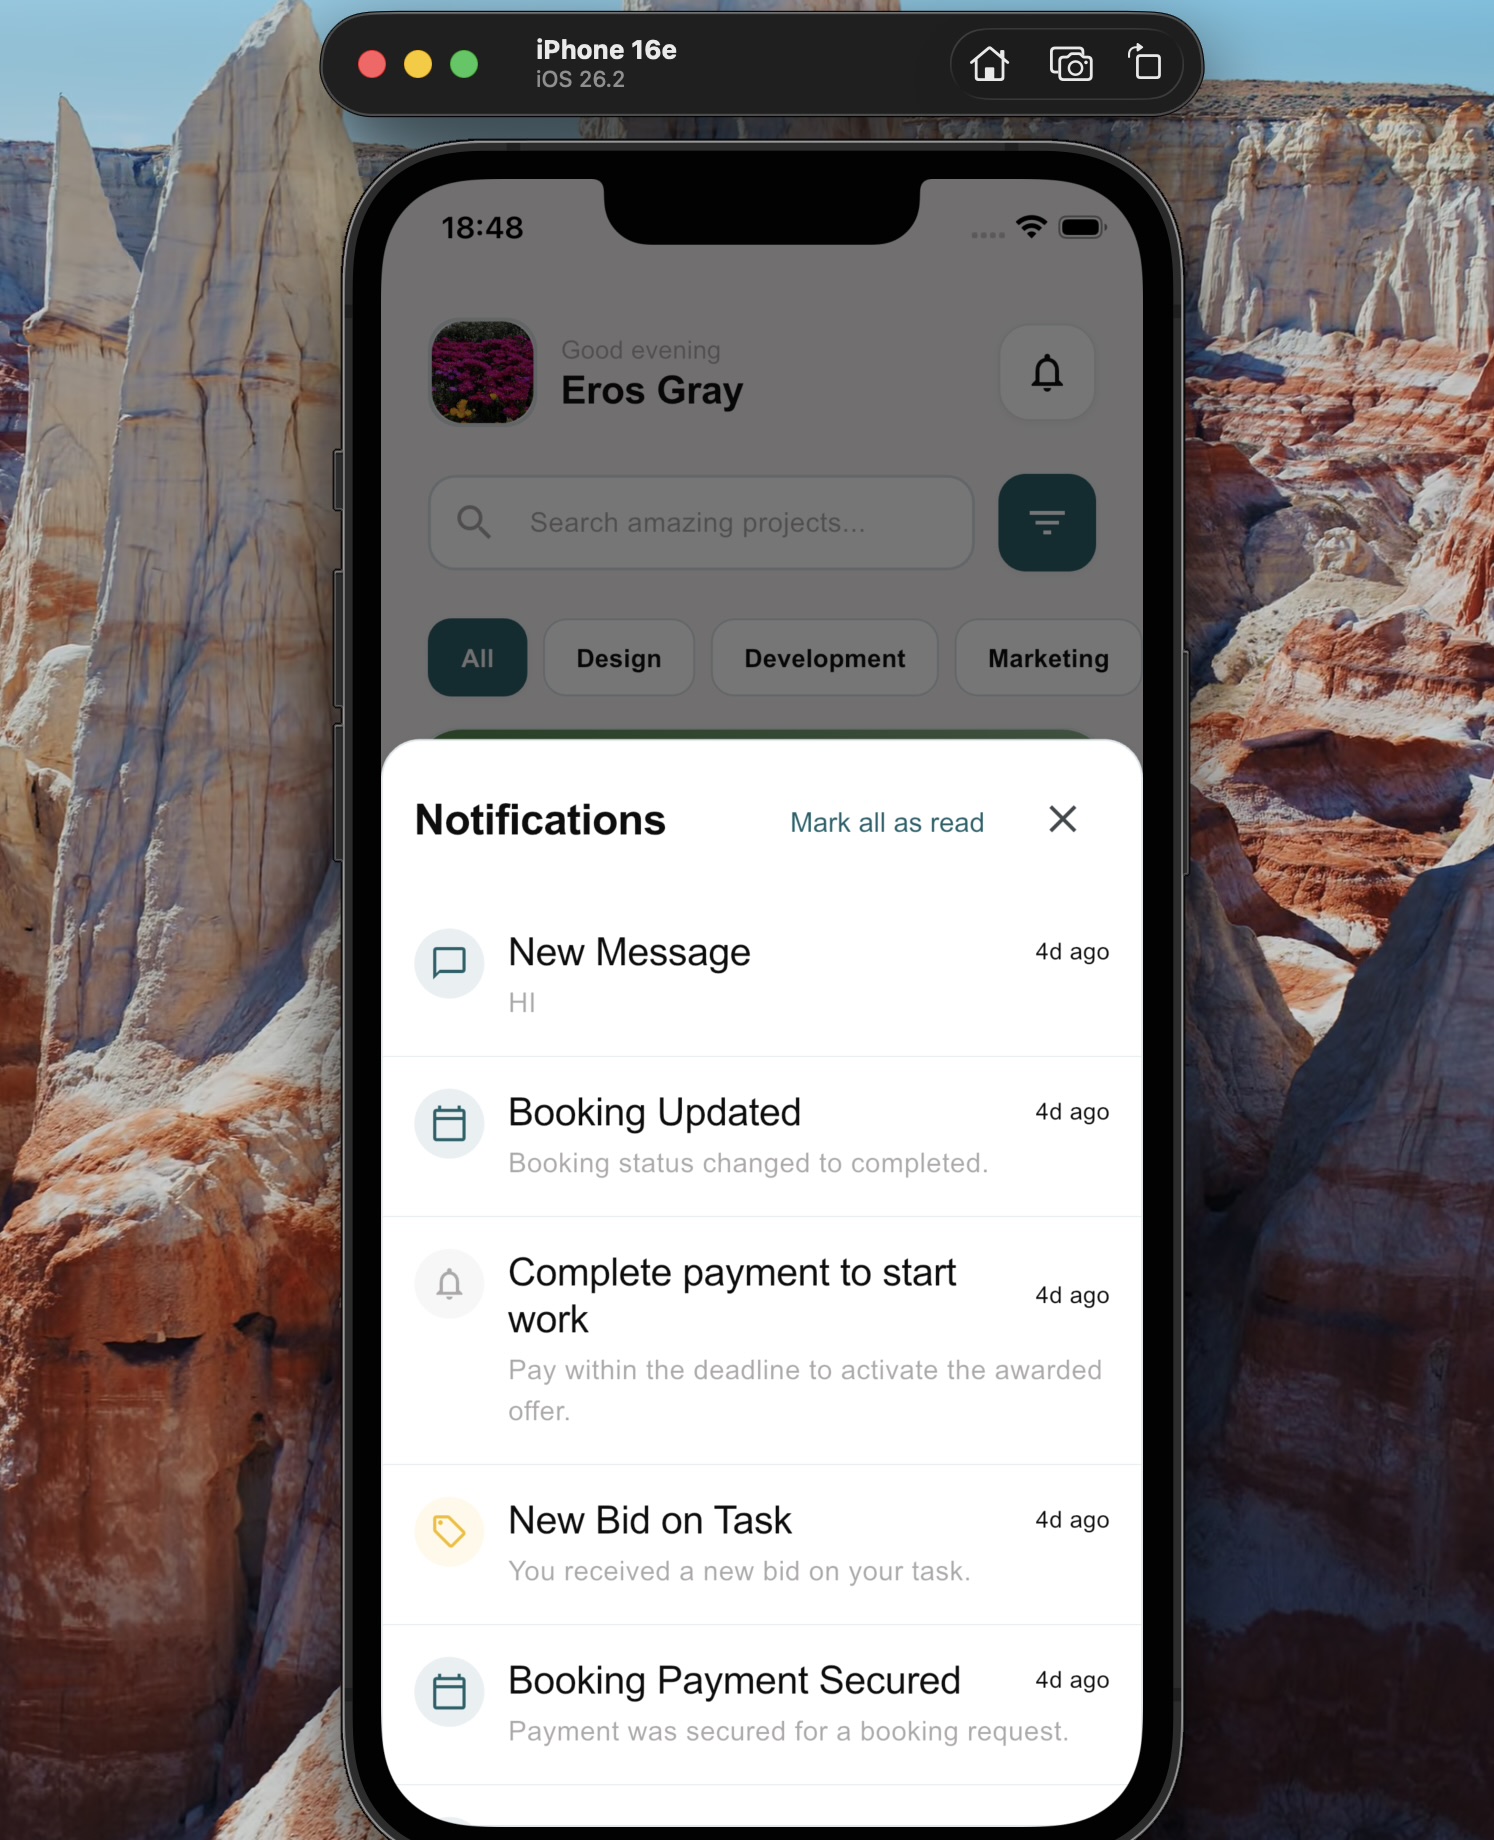 iPhone 16e
iOS 26.2
18:48
Good evening
Eros Gray
Search amazing projects...
All
Design
Development
Marketing
Notifications
Mark all as read
New Message
4d ago
HI
Booking Updated
4d ago
Booking status changed to completed.
Complete payment to start
work
4d ago
Pay within the deadline to activate the awarded
offer.
New Bid on Task
4d ago
You received a new bid on your task.
Booking Payment Secured
4d ago
Payment was secured for a booking request.